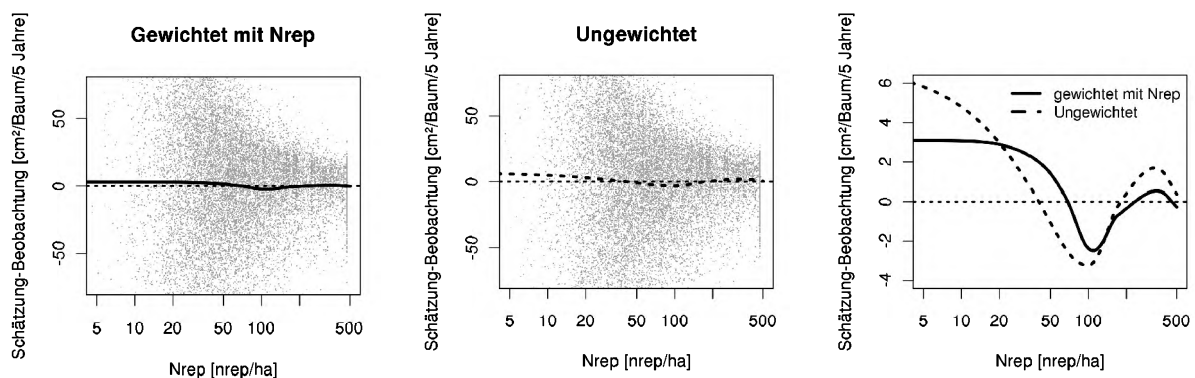 Gewichtet mit Nrep
Schätzung-Beobachtung [cm²/Baum/5 Jahre]
50
0
-50
5 10 20 50 100 500
Nrep [nrep/ha]
Ungewichtet
Schätzung-Beobachtung [cm²/Baum/5 Jahre]
50
0
-50
5 10 20 50 100 500
Nrep [nrep/ha]
Schätzung-Beobachtung [cm²/Baum/5 Jahre]
6
4
2
0
-2
-4
gewichtet mit Nrep
Ungewichtet
5 10 20 50 100 500
Nrep [nrep/ha]